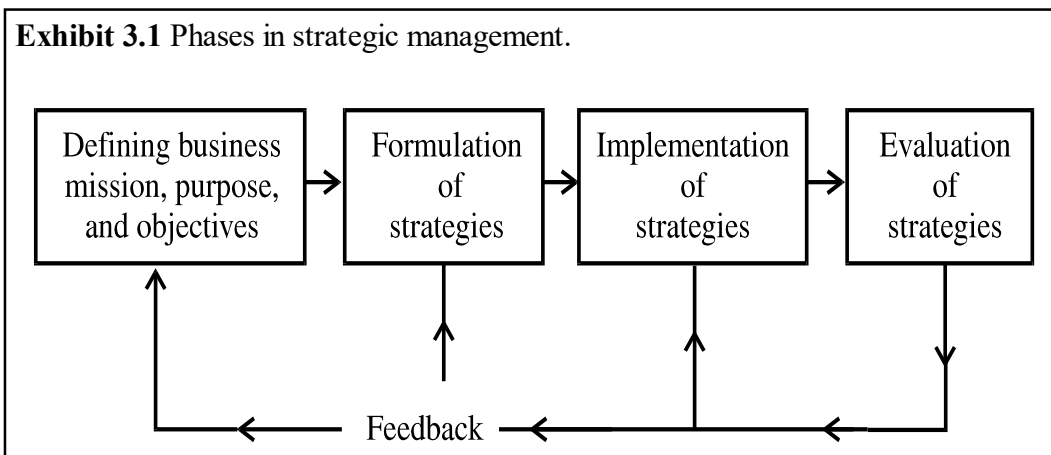 Exhibit 3.1 Phases in strategic management.
Defining business
mission, purpose,
and objectives
Formulation
of
strategies
Implementation
of
strategies
Evaluation
of
strategies
Feedback